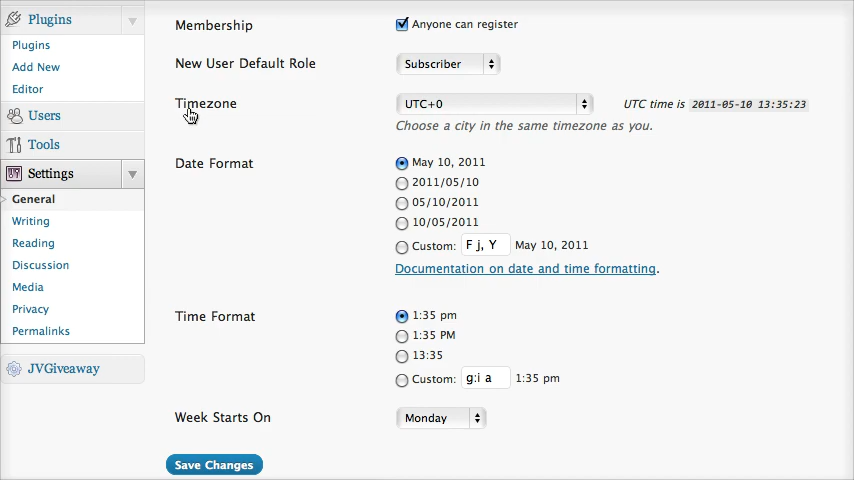 Plugins
Plugins
Add New
Editor
Users
Tools
Settings
General
Writing
Reading
Discussion
Media
Privacy
Permalinks
JVGiveaway
Membership
Anyone can register
New User Default Role
Subscriber
Timezone
UTC+0
UTC time is 2011-05-10 13:35:23
Choose a city in the same timezone as you.
Date Format
May 10, 2011
2011/05/10
05/10/2011
10/05/2011
Custom: F j, Y May 10, 2011
Documentation on date and time formatting.
Time Format
1:35 pm
1:35 PM
13:35
Custom: g:i a 1:35 pm
Week Starts On
Monday
Save Changes